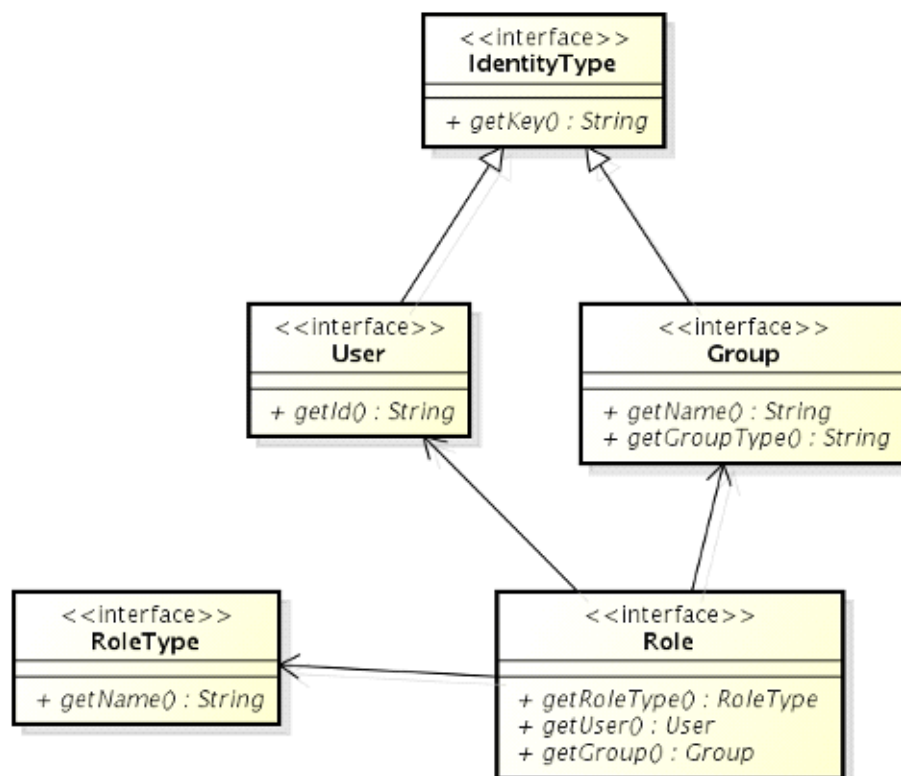 <<interface>>
IdentityType
+ getKey() : String
<<interface>>
User
+ getId() : String
<<interface>>
Group
+ getName() : String
+ getGroupType() : String
<<interface>>
RoleType
+ getName() : String
<<interface>>
Role
+ getRoleType() : RoleType
+ getUser() : User
+ getGroup() : Group